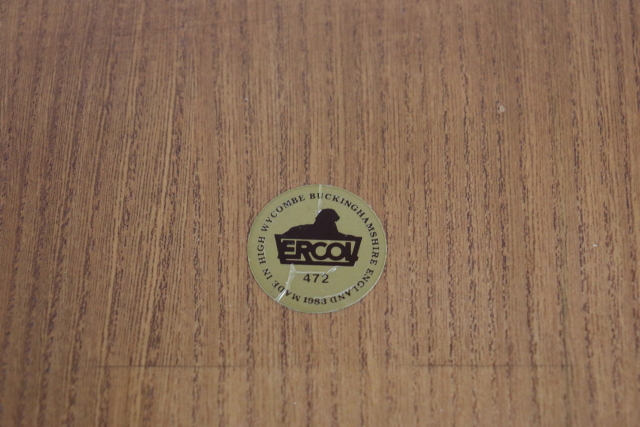 MADE IN HIGH WYCOMBE BUCKINGHAMSHIRE ENGLAND
ERCOL
472
1983